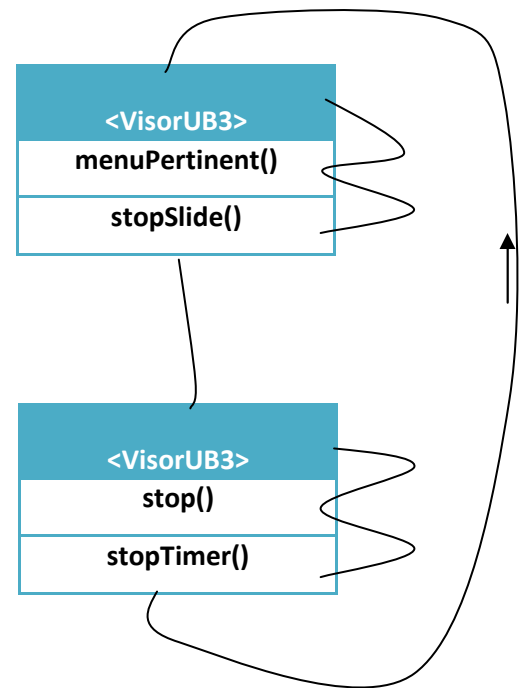 <VisorUB3>
menuPertinent()
stopSlide()
<VisorUB3>
stop()
stopTimer()